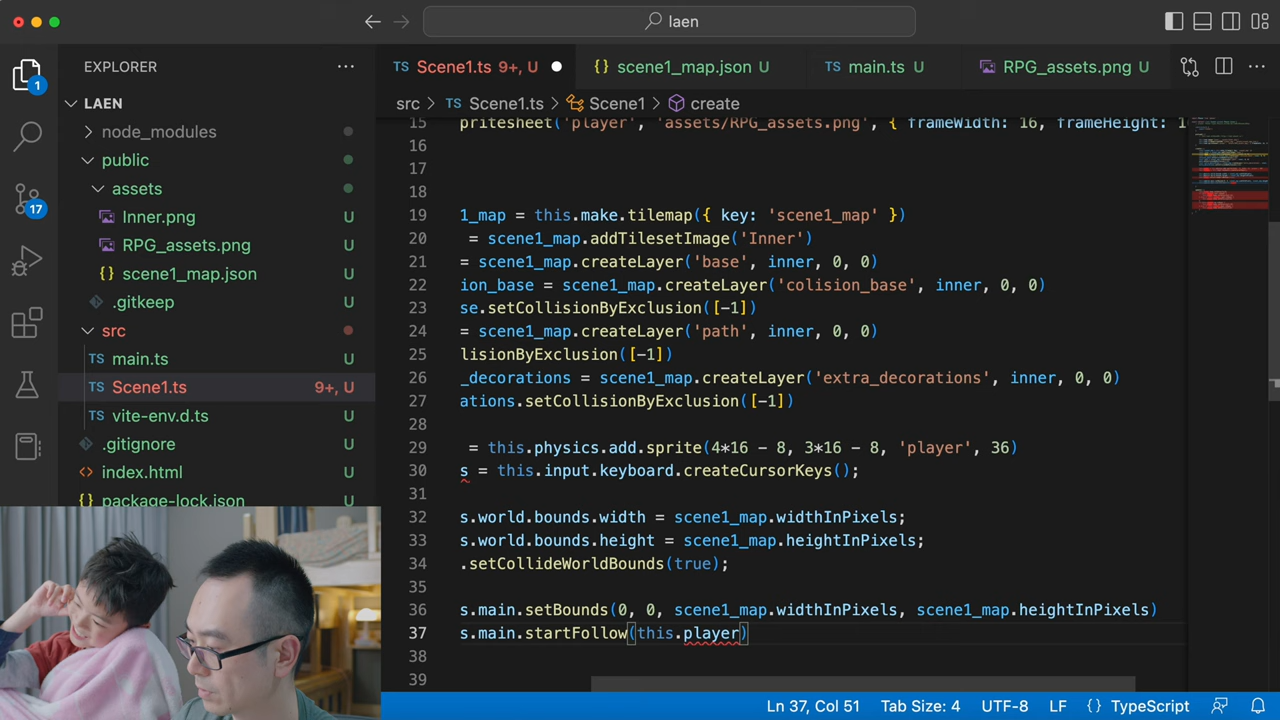 laen
EXPLORER
TS Scene1.ts 9+, U
{} scene1_map.json U
TS main.ts U
RPG_assets.png U
LAEN
src > TS Scene1.ts > Scene1 > create
node_modules
public
assets
Inner.png U
RPG_assets.png U
{} scene1_map.json U
.gitkeep U
src
TS main.ts U
TS Scene1.ts 9+, U
TS vite-env.d.ts U
.gitignore U
<> index.html U
{} package-lock.json U
1
17
15 pritesheet('player', 'assets/RPG_assets.png', { frameWidth: 16, frameHeight: 1
16
17
18
19 1_map = this.make.tilemap({ key: 'scene1_map' })
20 = scene1_map.addTilesetImage('Inner')
21 = scene1_map.createLayer('base', inner, 0, 0)
22 ion_base = scene1_map.createLayer('colision_base', inner, 0, 0)
23 se.setCollisionByExclusion([-1])
24 = scene1_map.createLayer('path', inner, 0, 0)
25 lisionByExclusion([-1])
26 _decorations = scene1_map.createLayer('extra_decorations', inner, 0, 0)
27 ations.setCollisionByExclusion([-1])
28
29 = this.physics.add.sprite(4*16 - 8, 3*16 - 8, 'player', 36)
30 s = this.input.keyboard.createCursorKeys();
31
32 s.world.bounds.width = scene1_map.widthInPixels;
33 s.world.bounds.height = scene1_map.heightInPixels;
34 .setCollideWorldBounds(true);
35
36 s.main.setBounds(0, 0, scene1_map.widthInPixels, scene1_map.heightInPixels)
37 s.main.startFollow(this.player)
38
39
Ln 37, Col 51 Tab Size: 4 UTF-8 LF {} TypeScript